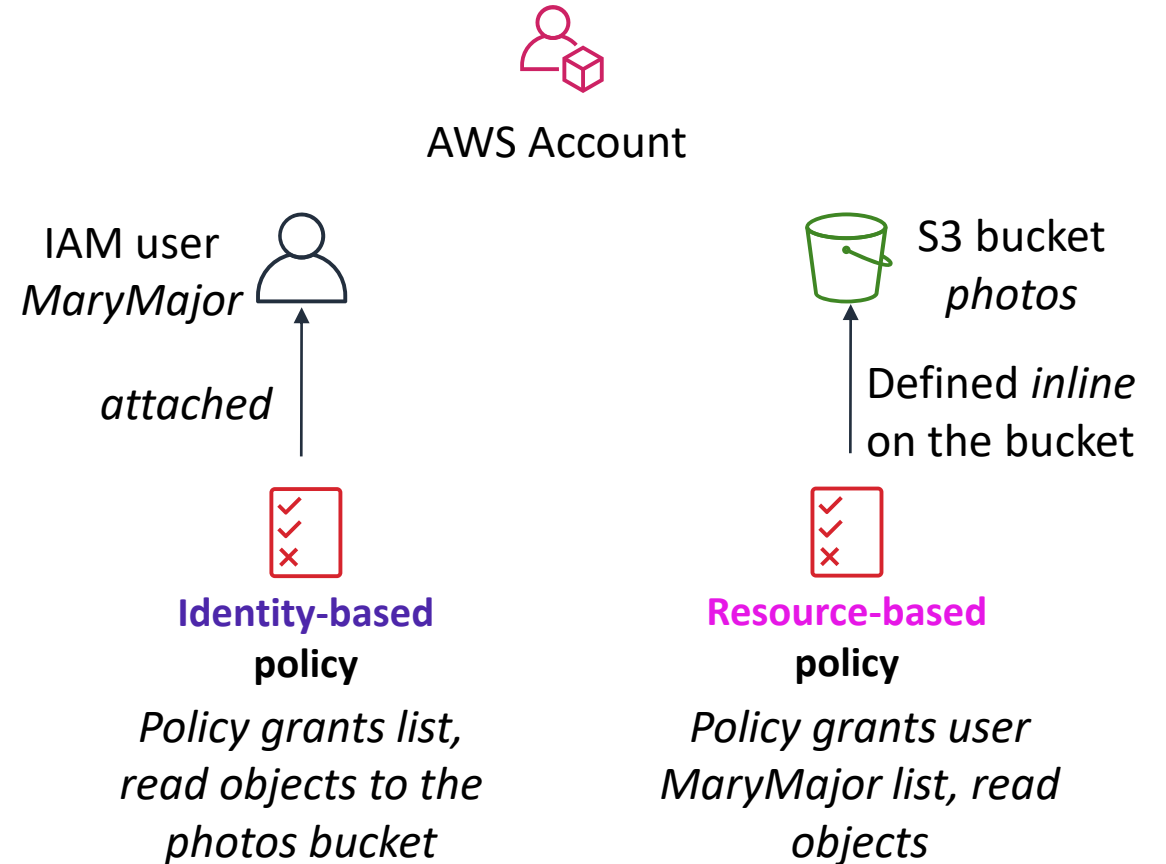 AWS Account
IAM user
MaryMajor
attached
Identity-based
policy
Policy grants list,
read objects to the
photos bucket
S3 bucket
photos
Defined inline
on the bucket
Resource-based
policy
Policy grants user
MaryMajor list, read
objects